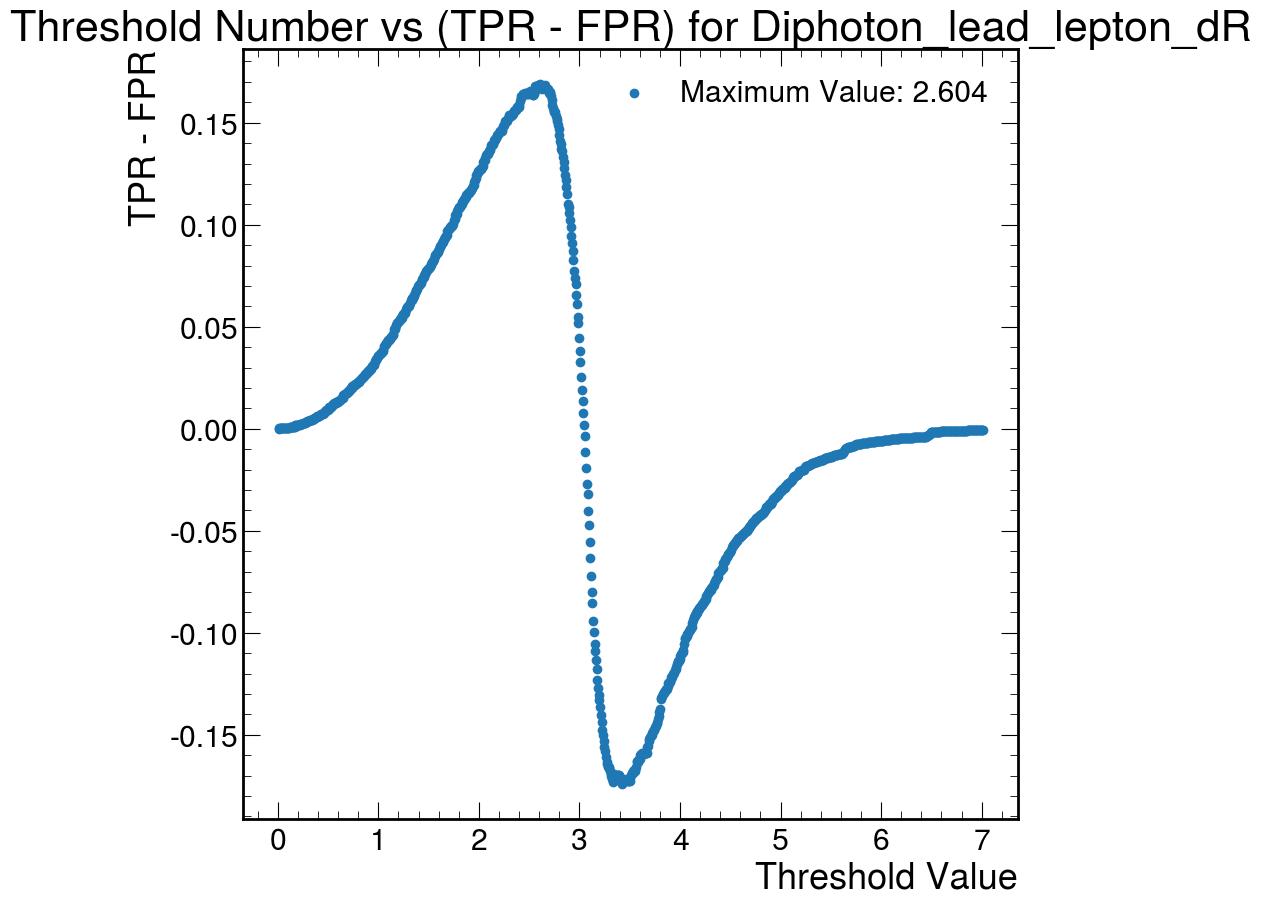 Threshold Number vs (TPR - FPR) for Diphoton_lead_lepton_dR
TPR - FPR
Maximum Value: 2.604
0.15
0.10
0.05
0.00
-0.05
-0.10
-0.15
0 1 2 3 4 5 6 7
Threshold Value